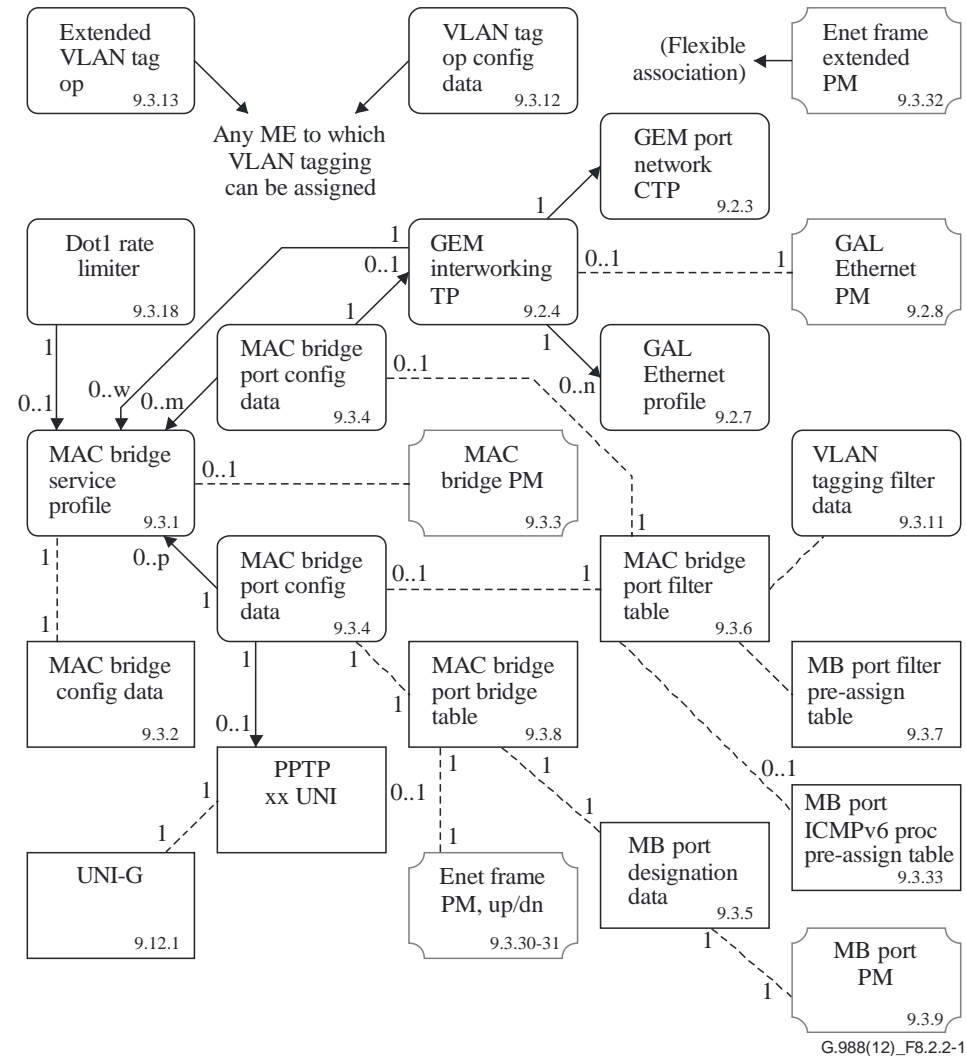 Extended
VLAN tag
op
9.3.13
VLAN tag
op config
data
9.3.12
(Flexible
association)
Enet frame
extended
PM
9.3.32
Any ME to which
VLAN tagging
can be assigned
GEM port
network
CTP
9.2.3
1
Dot1 rate
limiter
9.3.18
1
0..1
GEM
interworking
TP
9.2.4
0..1
1
GAL
Ethernet
PM
9.2.8
1
1
MAC bridge
port config
data
9.3.4
0..1
1
0..n
GAL
Ethernet
profile
9.2.7
0..1
0..w
0..m
MAC bridge
service
profile
9.3.1
0..1
MAC
bridge PM
9.3.3
VLAN
tagging filter
data
9.3.11
1
1
0..p
1
MAC bridge
port config
data
9.3.4
0..1
1
MAC bridge
port filter
table
9.3.6
1
MAC bridge
config data
9.3.2
1
0..1
1
1
MAC bridge
port bridge
table
9.3.8
MB port filter
pre-assign
table
9.3.7
PPTP
xx UNI
0..1
1
1
1
1
0..1
MB port
ICMPv6 proc
pre-assign table
9.3.33
1
1
UNI-G
9.12.1
Enet frame
PM, up/dn
9.3.30-31
MB port
designation
data
9.3.5
1
1
MB port
PM
9.3.9
G.988(12)_F8.2.2-1